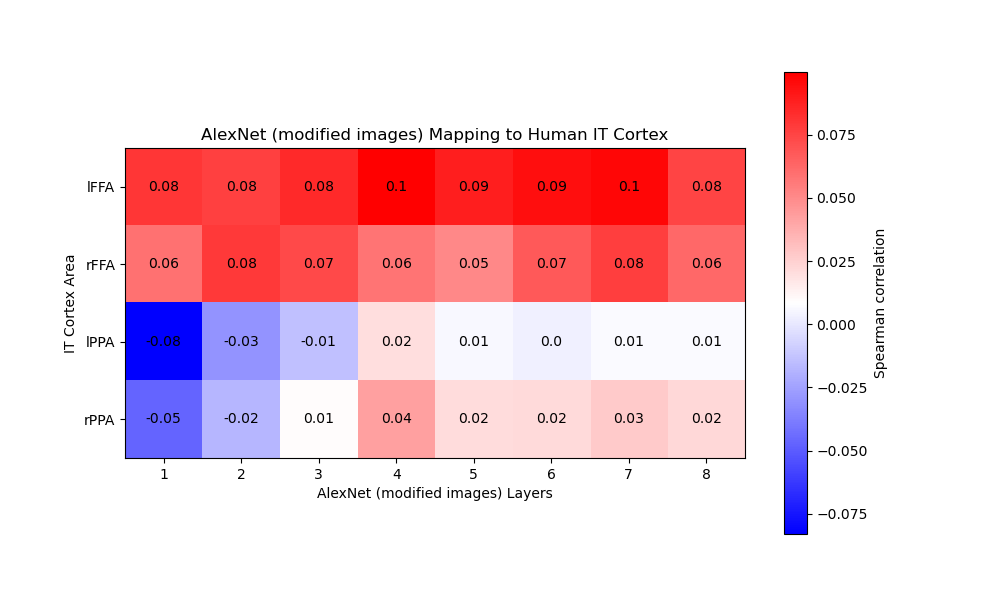 AlexNet (modified images) Mapping to Human IT Cortex
lFFA 0.08 0.08 0.08 0.1 0.09 0.09 0.1 0.08
rFFA 0.06 0.08 0.07 0.06 0.05 0.07 0.08 0.06
lPPA -0.08 -0.03 -0.01 0.02 0.01 0.0 0.01 0.01
rPPA -0.05 -0.02 0.01 0.04 0.02 0.02 0.03 0.02
1 2 3 4 5 6 7 8
AlexNet (modified images) Layers
IT Cortex Area
0.075
0.050
0.025
0.000
−0.025
−0.050
−0.075
Spearman correlation